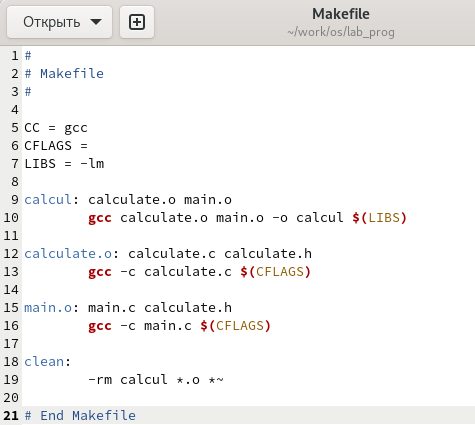 Открыть
Makefile
~/work/os/lab_prog
1 #
2 # Makefile
3 #
4
5 CC = gcc
6 CFLAGS =
7 LIBS = -lm
8
9 calcul: calculate.o main.o
10 gcc calculate.o main.o -o calcul $(LIBS)
11
12 calculate.o: calculate.c calculate.h
13 gcc -c calculate.c $(CFLAGS)
14
15 main.o: main.c calculate.h
16 gcc -c main.c $(CFLAGS)
17
18 clean:
19 -rm calcul *.o *~
20
21 # End Makefile